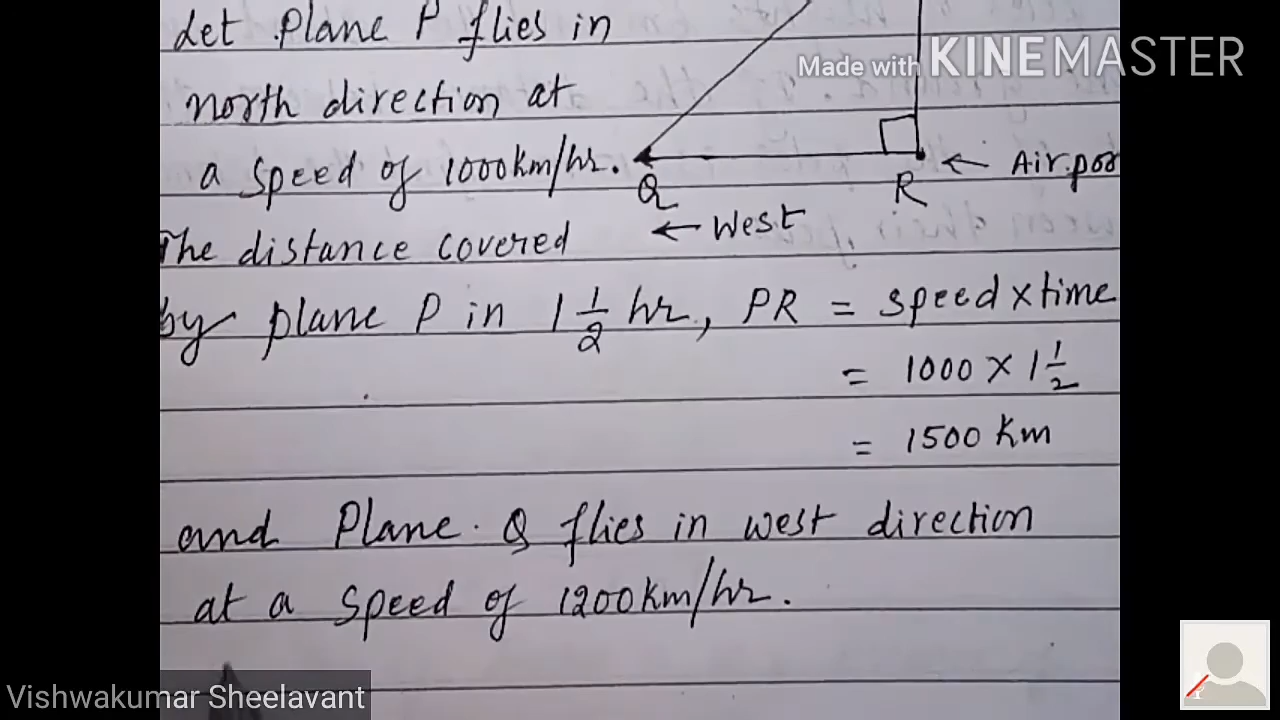 Let Plane P flies in
north direction at
a speed of 1000km/hr.
Made with KINEMASTER
Q
R
← Airpor
← West
The distance covered
by plane P in 1 1/2 hr, PR = speed × time
= 1000 × 1 1/2
= 1500 km
and Plane Q flies in west direction
at a speed of 1200km/hr.
Vishwakumar Sheelavant